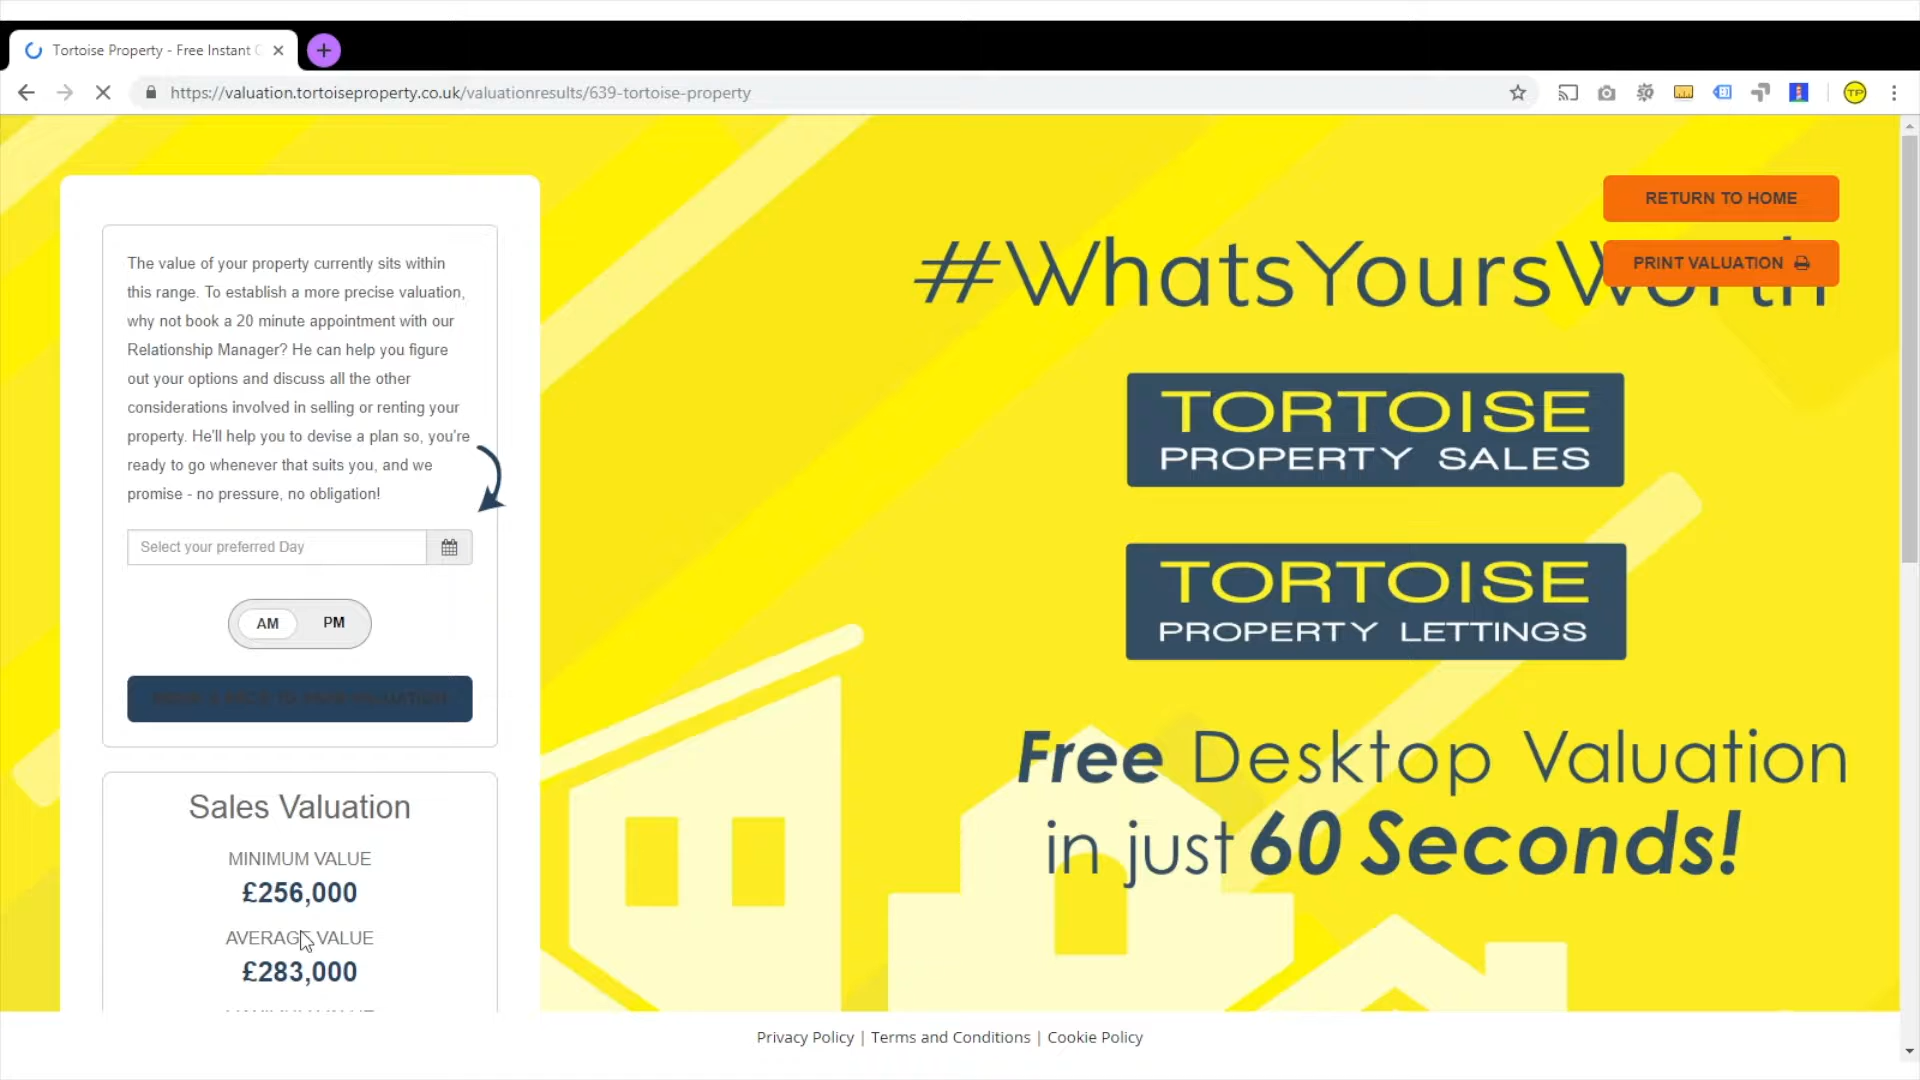 Tortoise Property - Free Instant
https://valuation.tortoiseproperty.co.uk/valuationresults/639-tortoise-property
TP
RETURN TO HOME
PRINT VALUATION
#WhatsYoursWorth
The value of your property currently sits within
this range. To establish a more precise valuation,
why not book a 20 minute appointment with our
Relationship Manager? He can help you figure
out your options and discuss all the other
considerations involved in selling or renting your
property. He'll help you to devise a plan so, you're
ready to go whenever that suits you, and we
promise - no pressure, no obligation!
Select your preferred Day
AM PM
Sales Valuation
MINIMUM VALUE
£256,000
AVERAGE VALUE
£283,000
TORTOISE
PROPERTY SALES
TORTOISE
PROPERTY LETTINGS
Free Desktop Valuation
in just 60 Seconds!
Privacy Policy | Terms and Conditions | Cookie Policy